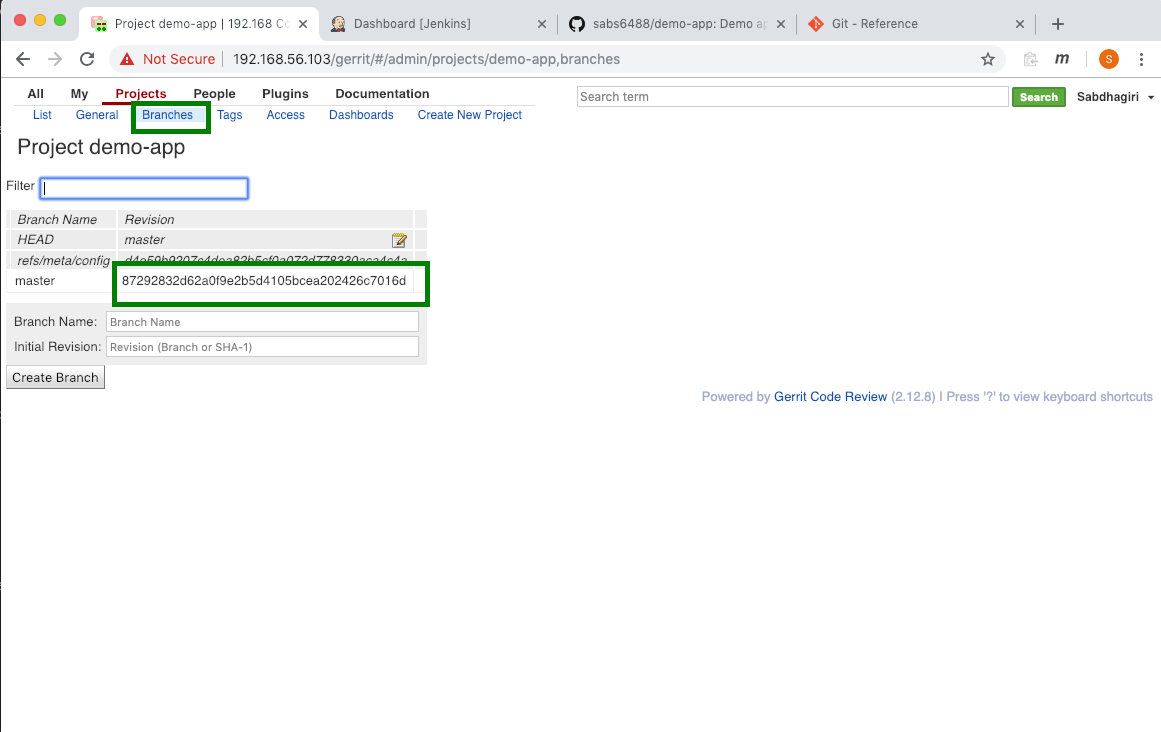 Project demo-app | 192.168 Co
Dashboard [Jenkins]
sabs6488/demo-app: Demo ap
Git - Reference
Not Secure
192.168.56.103/gerrit/#/admin/projects/demo-app,branches
m
S
All My Projects People Plugins Documentation
Search term
Search
Sabdhagiri
List General Branches Tags Access Dashboards Create New Project
Project demo-app
Filter
Branch Name Revision
HEAD master
refs/meta/config
master 87292832d62a0f9e2b5d4105bcea202426c7016d
Branch Name: Branch Name
Initial Revision: Revision (Branch or SHA-1)
Create Branch
Powered by Gerrit Code Review (2.12.8) | Press '?' to view keyboard shortcuts